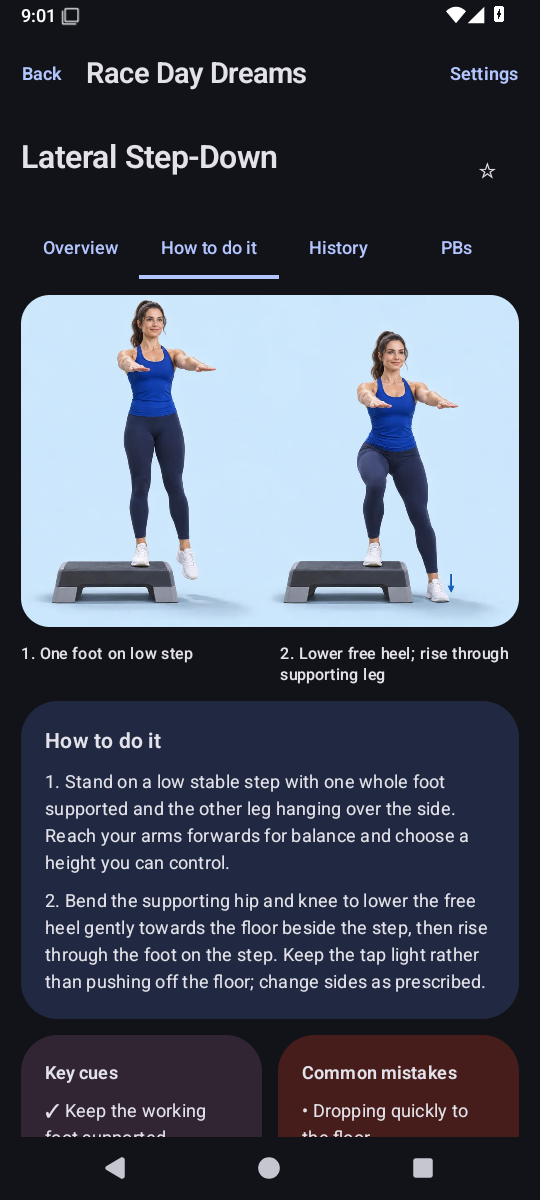 9:01
Back Race Day Dreams Settings
Lateral Step-Down
Overview How to do it History PBs
1. One foot on low step
2. Lower free heel; rise through
supporting leg
How to do it
1. Stand on a low stable step with one whole foot
supported and the other leg hanging over the side.
Reach your arms forwards for balance and choose a
height you can control.
2. Bend the supporting hip and knee to lower the free
heel gently towards the floor beside the step, then rise
through the foot on the step. Keep the tap light rather
than pushing off the floor; change sides as prescribed.
Key cues
✓ Keep the working
foot supported
Common mistakes
• Dropping quickly to
the floor